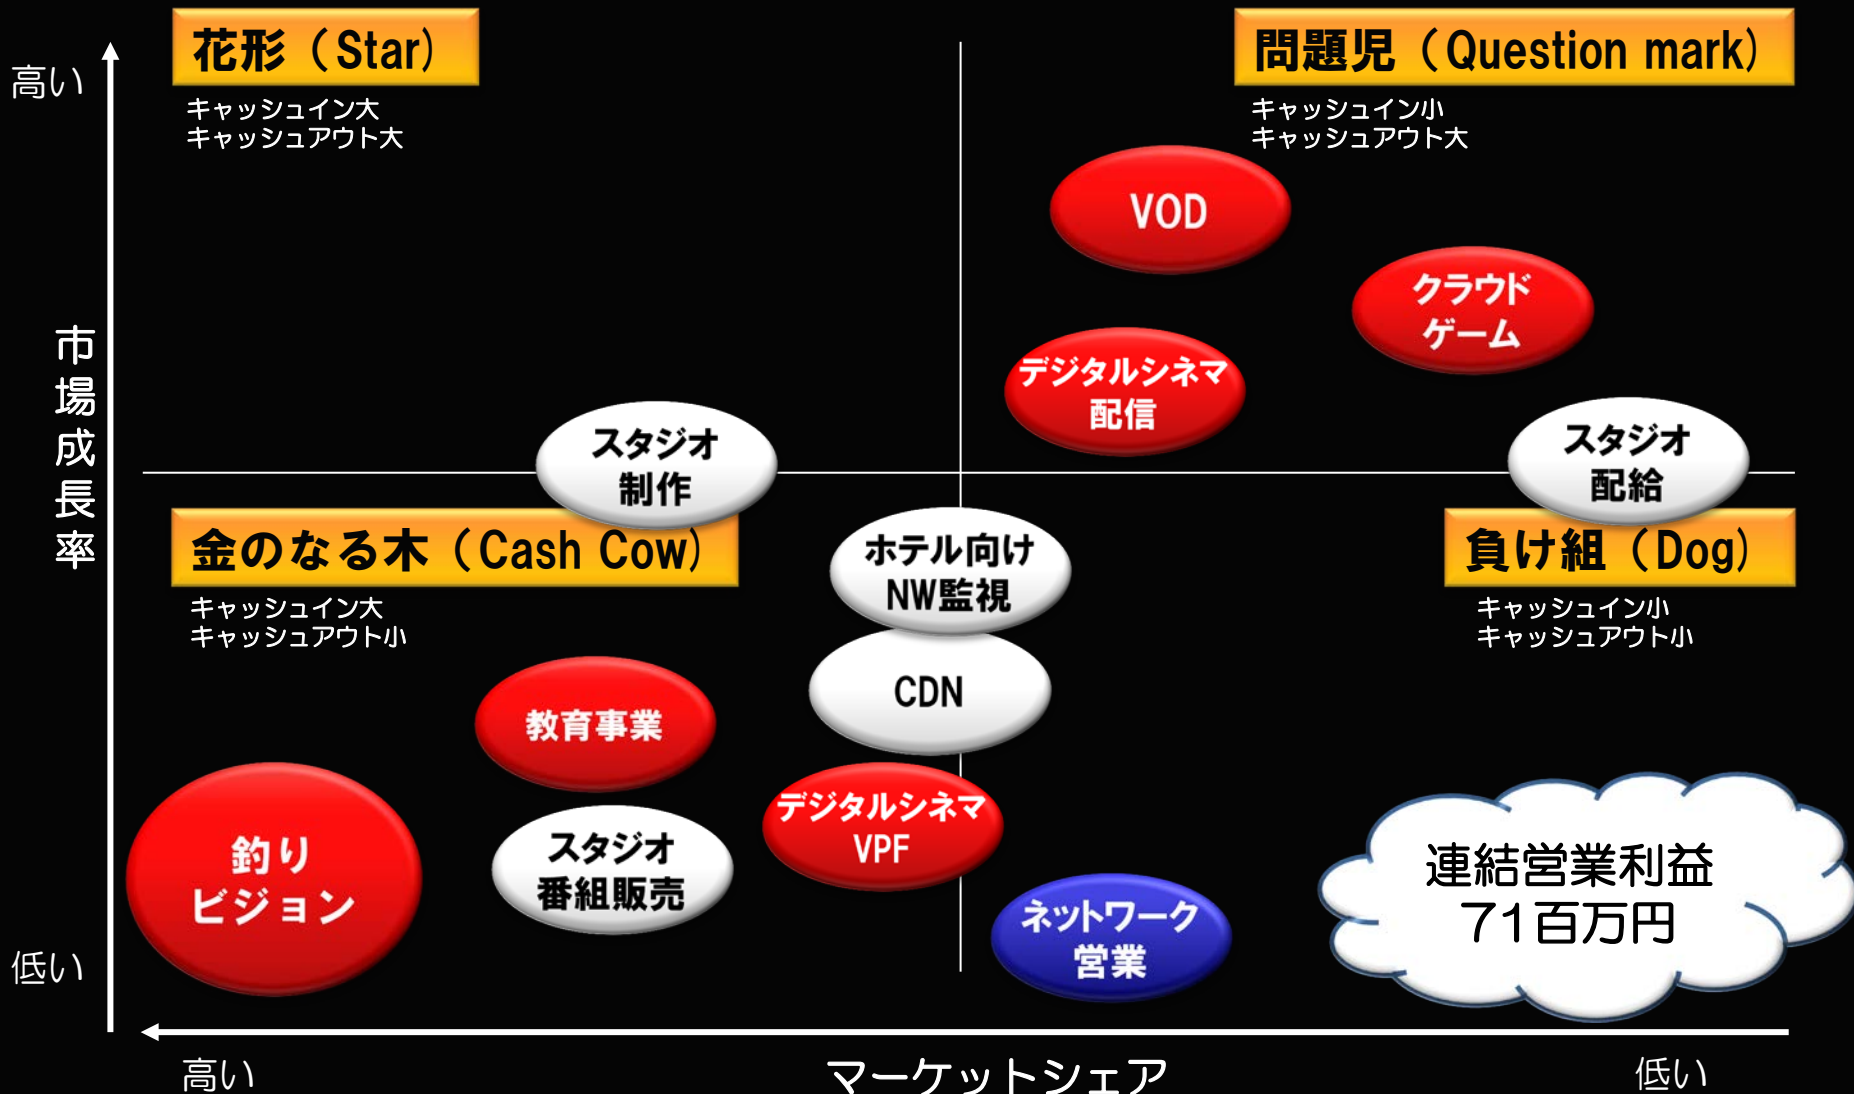 花形（Star）
キャッシュイン大
キャッシュアウト大
問題児（Question mark）
キャッシュイン小
キャッシュアウト大
高い
市場成長率
低い
VOD
クラウド
ゲーム
デジタルシネマ
配信
スタジオ
制作
スタジオ
配給
金のなる木（Cash Cow）
キャッシュイン大
キャッシュアウト小
ホテル向け
NW監視
負け組（Dog）
キャッシュイン小
キャッシュアウト小
CDN
教育事業
デジタルシネマ
VPF
釣り
ビジョン
スタジオ
番組販売
ネットワーク
営業
連結営業利益
71百万円
高い
マーケットシェア
低い